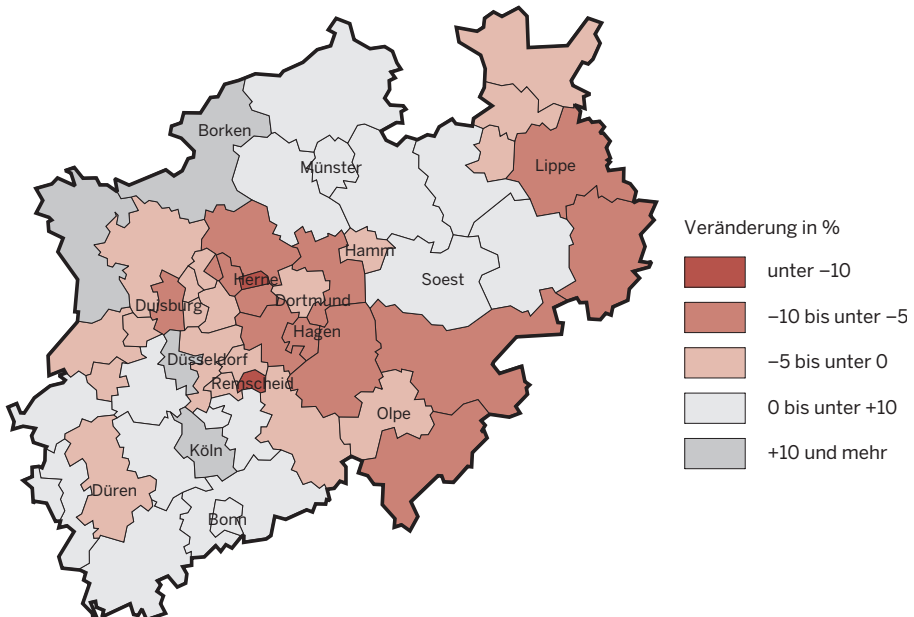 Borken
Münster
Lippe
Hamm
Herne
Soest
Duisburg
Dortmund
Hagen
Düsseldorf
Remscheid
Olpe
Köln
Düren
Bonn
Veränderung in %
unter −10
−10 bis unter −5
−5 bis unter 0
0 bis unter +10
+10 und mehr